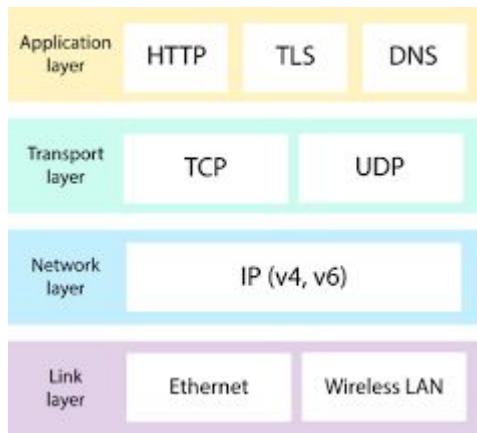 Application
layer
HTTP
TLS
DNS
Transport
layer
TCP
UDP
Network
layer
IP (v4, v6)
Link
layer
Ethernet
Wireless LAN